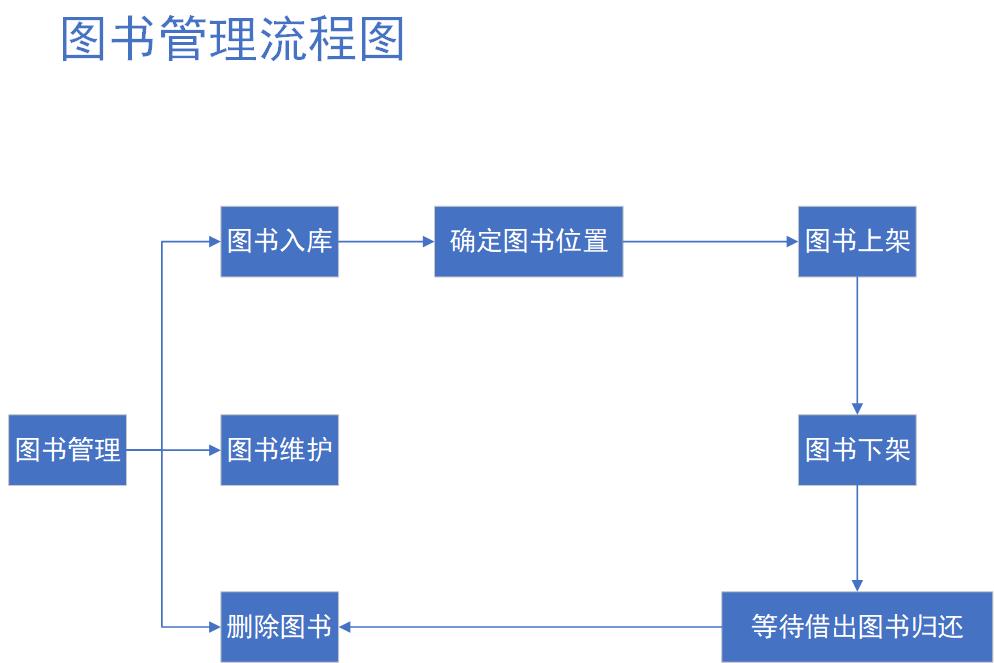 图书管理流程图
图书入库
确定图书位置
图书上架
图书管理
图书维护
图书下架
删除图书
等待借出图书归还